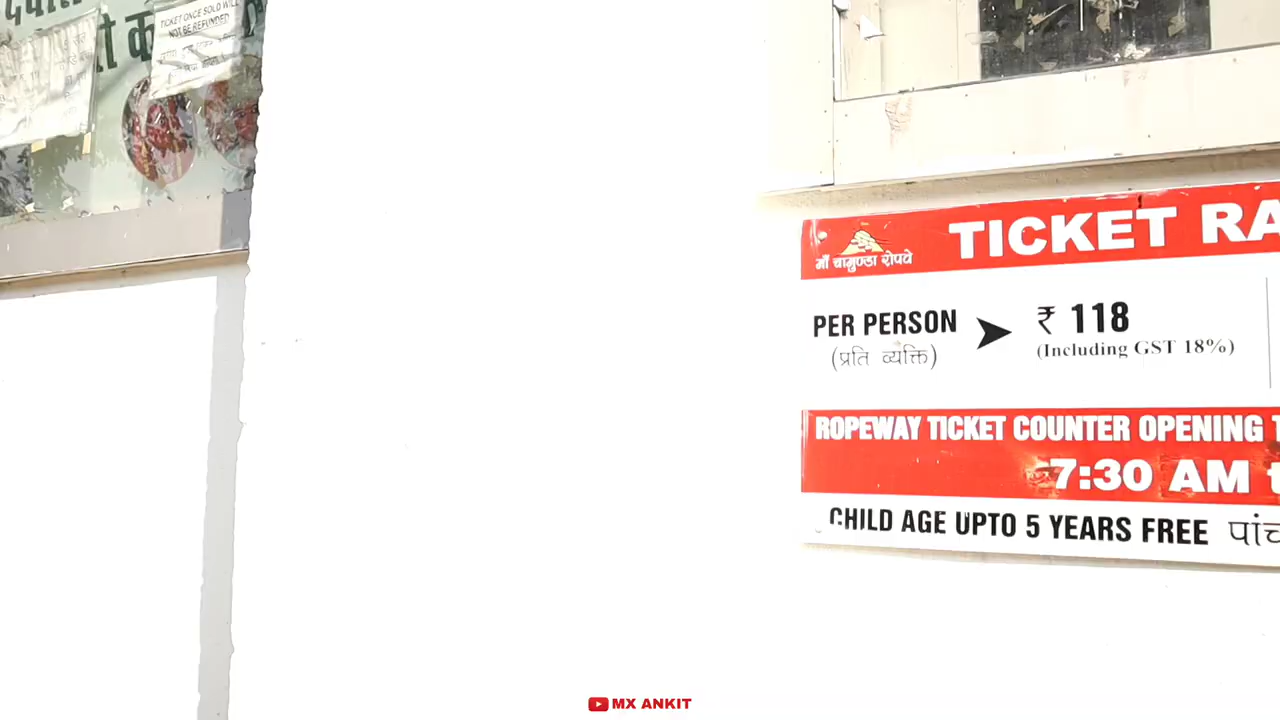 TICKET ONCE SOLD WILL
NOT BE REFUNDED
TICKET
माँ चामुण्डा रोपवे
PER PERSON
(प्रति व्यक्ति)
₹ 118
(Including GST 18%)
ROPEWAY TICKET COUNTER OPENING
7:30 AM
CHILD AGE UPTO 5 YEARS FREE
MX ANKIT